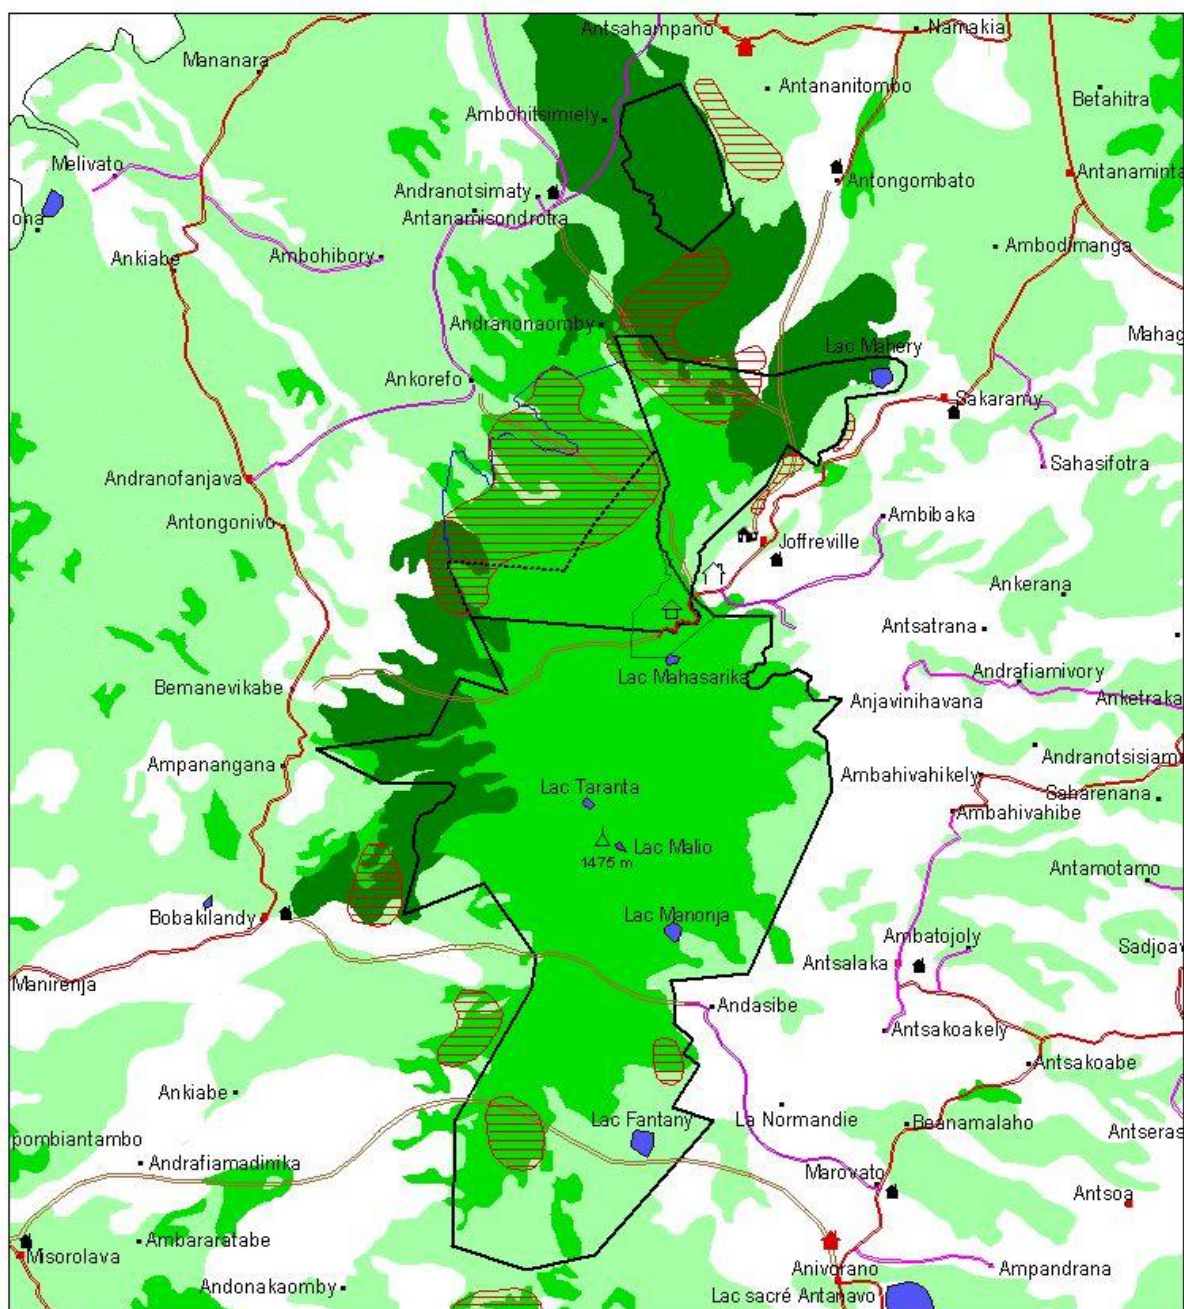 Antsahampano
Namakia
Mananara
Antananitombo
Betahitra
Ambohitsimiely
Melivato
Andranotsimaty
Antongombato
Antanaminta
ona
Antanamisondrotra
Ankiabe
Ambohibory
Ambodimanga
Andranonaomby
Mahag
Lac Mahery
Ankorefo
Sakaramy
Andranofanjava
Sahasifotra
Antongonivo
Ambibaka
Joffreville
Ankerana
Antsatrana
Bemanevikabe
Lac Mahasarika
Andrafiamivory
Anjavinihavana
Anketraka
Ampanangana
Andranotsisiam
Lac Taranta
Ambahivahikely
Saharenana
Ambahivahibe
Lac Malio
1475 m
Antamotamo
Bobakilandy
Lac Manonja
Ambatojoly
Sadjoav
Antsalaka
Manirenja
Andasibe
Antsakoakely
Antsakoabe
Ankiabe
Lac Fantany
La Normandie
Beanamalaho
Antseras
pombiantambo
Andrafiamadinika
Marovato
Antsoa
Ambararatabe
Misorolava
Anivorano
Ampandrana
Andonakaomby
Lac sacré Antanavo